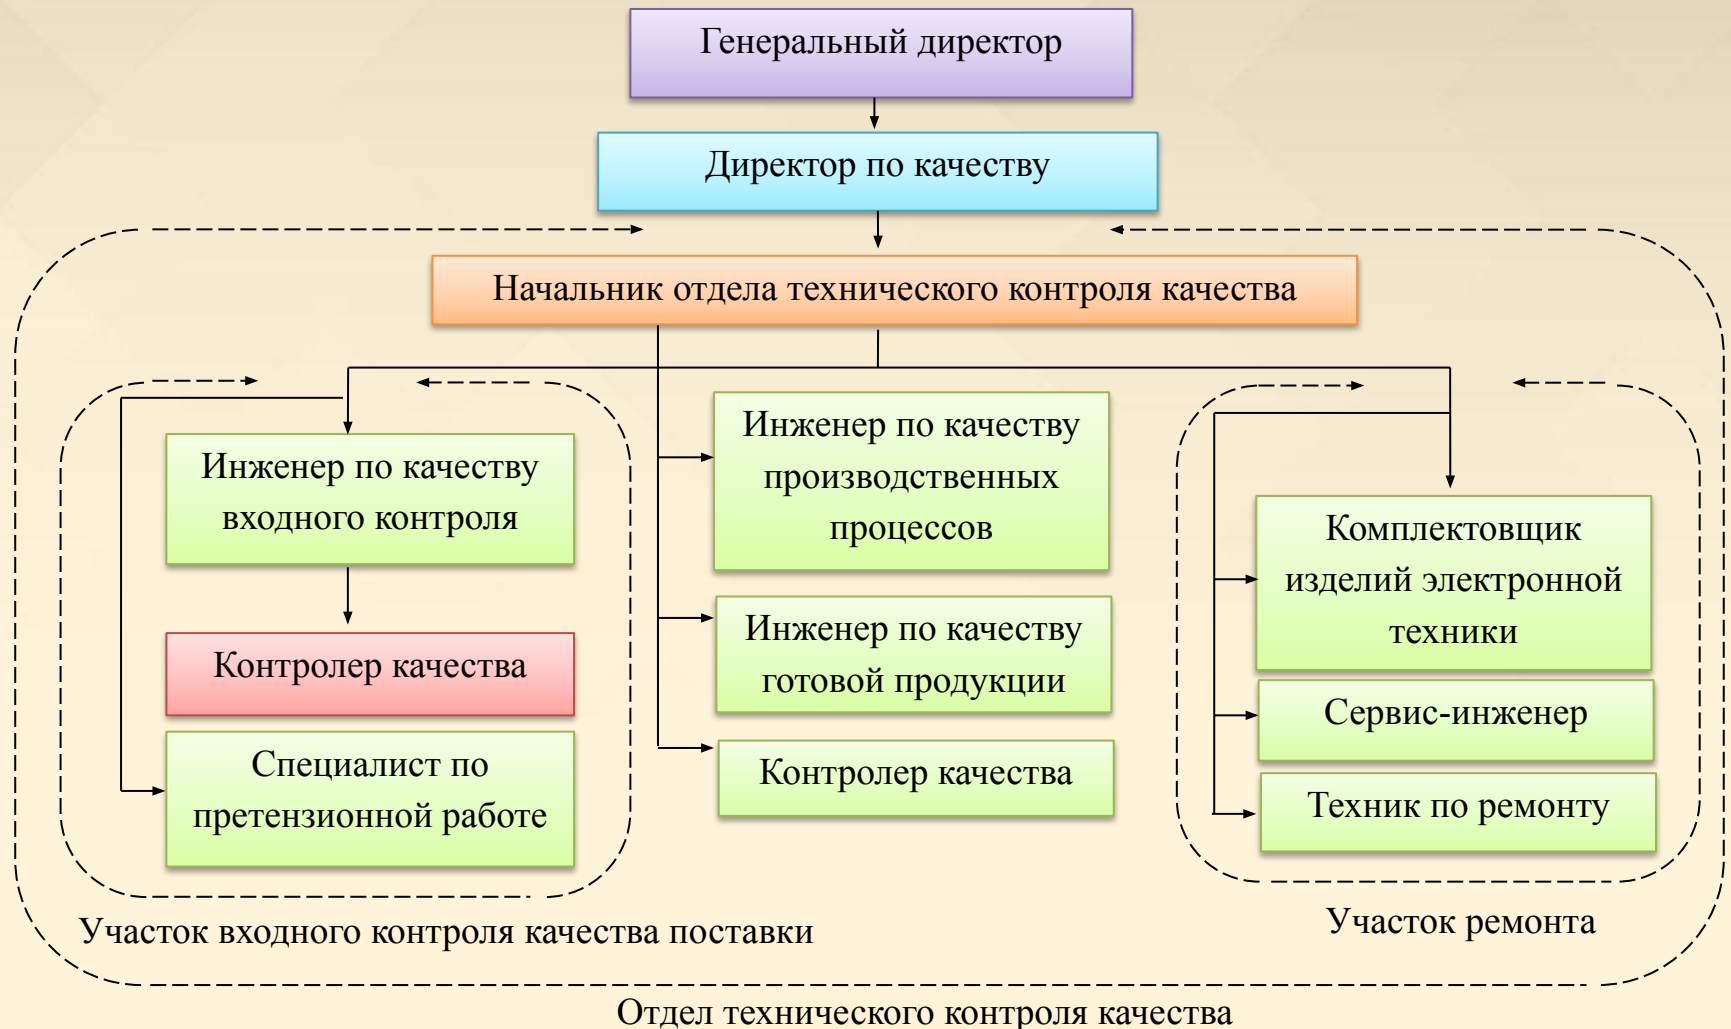 Генеральный директор
Директор по качеству
Начальник отдела технического контроля качества
Инженер по качеству
входного контроля
Контролер качества
Специалист по
претензионной работе
Участок входного контроля качества поставки
Инженер по качеству
производственных
процессов
Инженер по качеству
готовой продукции
Контролер качества
Комплектовщик
изделий электронной
техники
Сервис-инженер
Техник по ремонту
Участок ремонта
Отдел технического контроля качества